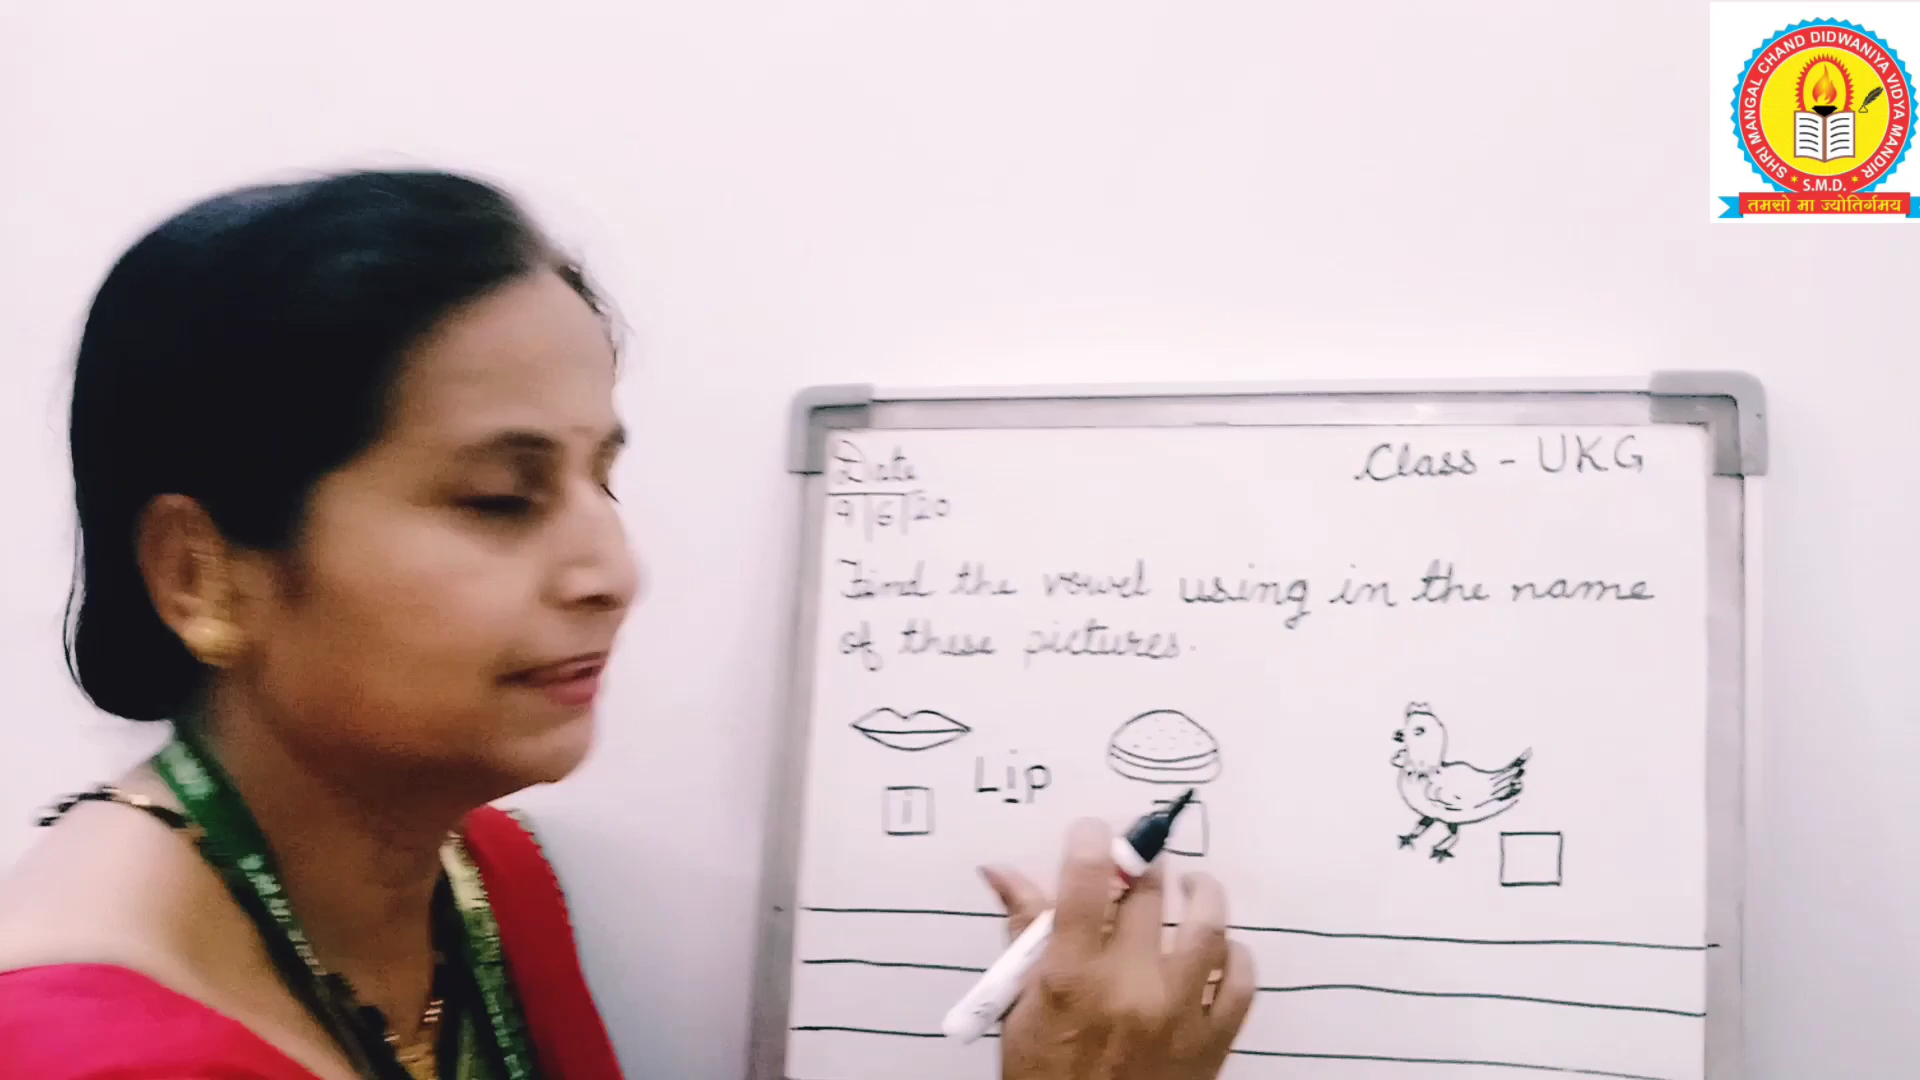 SHRI MANGAL CHAND DIDWANIYA VIDYA MANDIR
* S.M.D. *
तमसो मा ज्योतिर्गमय
Date
9/6/20
Class - UKG
Find the vowel using in the name
of these pictures.
Lip
i